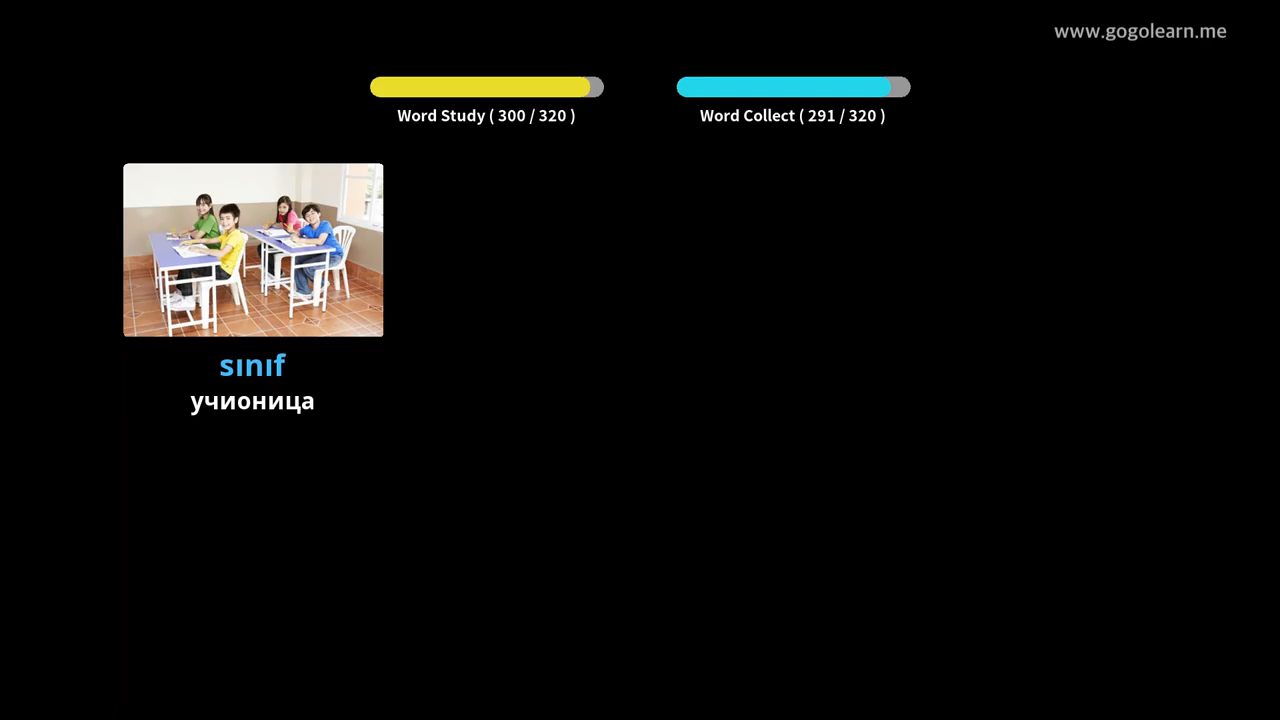 www.gogolearn.me
Word Study ( 300 / 320 )
Word Collect ( 291 / 320 )
sınıf
учионица